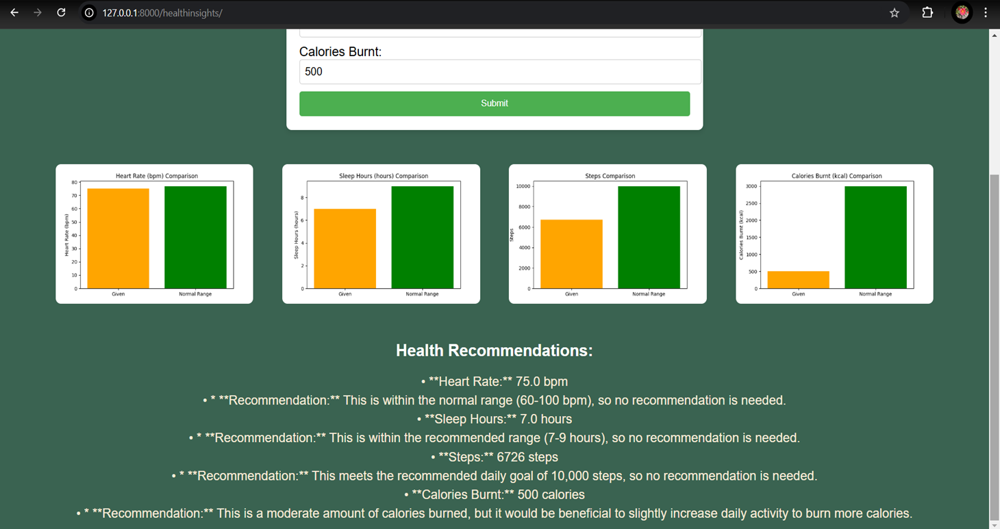 127.0.0.1:8000/healthinsights/
Calories Burnt:
500
Submit
Heart Rate (bpm) Comparison
Heart Rate (bpm)
80
70
60
50
40
30
20
10
0
Given Normal Range
Sleep Hours (hours) Comparison
Sleep Hours (hours)
8
6
4
2
0
Given Normal Range
Steps Comparison
Steps
10000
8000
6000
4000
2000
0
Given Normal Range
Calories Burnt (kcal) Comparison
Calories Burnt (kcal)
3000
2500
2000
1500
1000
500
0
Given Normal Range
Health Recommendations:
• **Heart Rate:** 75.0 bpm
• * **Recommendation:** This is within the normal range (60-100 bpm), so no recommendation is needed.
• **Sleep Hours:** 7.0 hours
• * **Recommendation:** This is within the recommended range (7-9 hours), so no recommendation is needed.
• **Steps:** 6726 steps
• * **Recommendation:** This meets the recommended daily goal of 10,000 steps, so no recommendation is needed.
• **Calories Burnt:** 500 calories
• * **Recommendation:** This is a moderate amount of calories burned, but it would be beneficial to slightly increase daily activity to burn more calories.